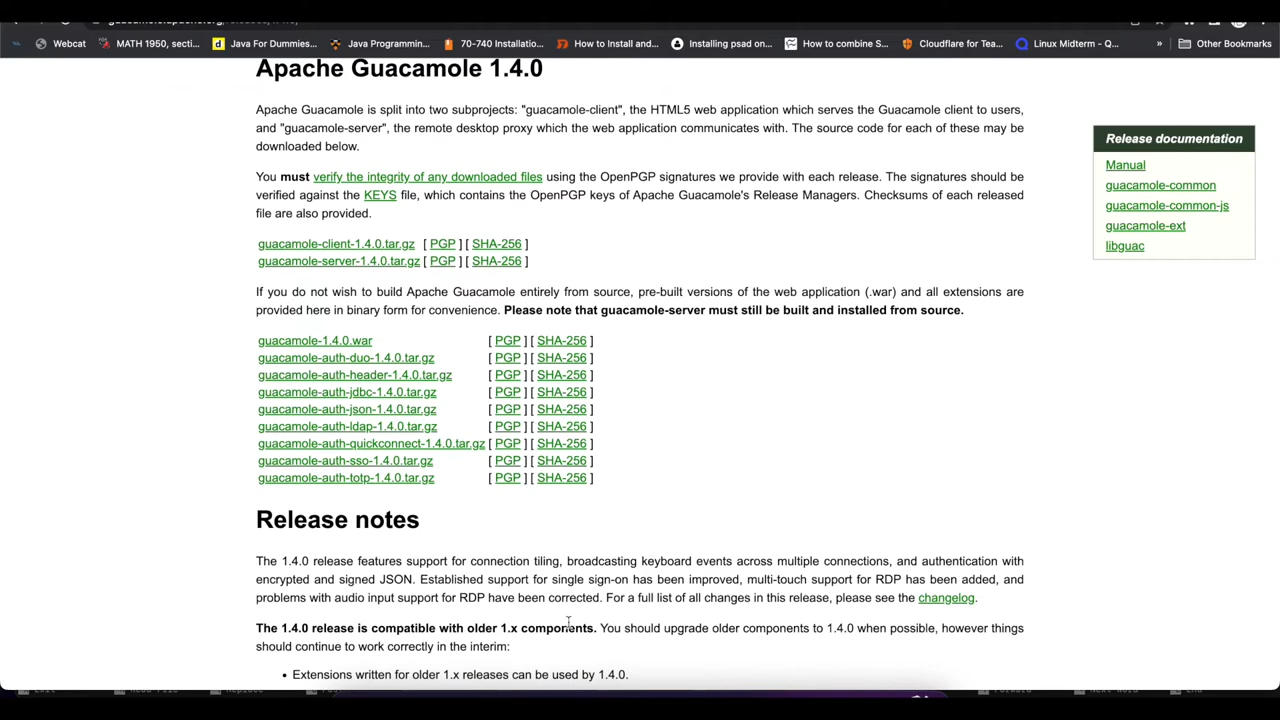 Webcat
MATH 1950, secti...
Java For Dummies...
Java Programmin...
70-740 Installatio...
How to Install and...
Installing psad on...
How to combine S...
Cloudflare for Tea...
Linux Midterm - Q...
»
Other Bookmarks
Apache Guacamole 1.4.0
Apache Guacamole is split into two subprojects: "guacamole-client", the HTML5 web application which serves the Guacamole client to users,
and "guacamole-server", the remote desktop proxy which the web application communicates with. The source code for each of these may be
downloaded below.
You must verify the integrity of any downloaded files using the OpenPGP signatures we provide with each release. The signatures should be
verified against the KEYS file, which contains the OpenPGP keys of Apache Guacamole's Release Managers. Checksums of each released
file are also provided.
guacamole-client-1.4.0.tar.gz [ PGP ] [ SHA-256 ]
guacamole-server-1.4.0.tar.gz [ PGP ] [ SHA-256 ]
If you do not wish to build Apache Guacamole entirely from source, pre-built versions of the web application (.war) and all extensions are
provided here in binary form for convenience. Please note that guacamole-server must still be built and installed from source.
guacamole-1.4.0.war [ PGP ] [ SHA-256 ]
guacamole-auth-duo-1.4.0.tar.gz [ PGP ] [ SHA-256 ]
guacamole-auth-header-1.4.0.tar.gz [ PGP ] [ SHA-256 ]
guacamole-auth-jdbc-1.4.0.tar.gz [ PGP ] [ SHA-256 ]
guacamole-auth-json-1.4.0.tar.gz [ PGP ] [ SHA-256 ]
guacamole-auth-ldap-1.4.0.tar.gz [ PGP ] [ SHA-256 ]
guacamole-auth-quickconnect-1.4.0.tar.gz [ PGP ] [ SHA-256 ]
guacamole-auth-sso-1.4.0.tar.gz [ PGP ] [ SHA-256 ]
guacamole-auth-totp-1.4.0.tar.gz [ PGP ] [ SHA-256 ]
Release notes
The 1.4.0 release features support for connection tiling, broadcasting keyboard events across multiple connections, and authentication with
encrypted and signed JSON. Established support for single sign-on has been improved, multi-touch support for RDP has been added, and
problems with audio input support for RDP have been corrected. For a full list of all changes in this release, please see the changelog.
The 1.4.0 release is compatible with older 1.x components. You should upgrade older components to 1.4.0 when possible, however things
should continue to work correctly in the interim:
• Extensions written for older 1.x releases can be used by 1.4.0.
Release documentation
Manual
guacamole-common
guacamole-common-js
guacamole-ext
libguac